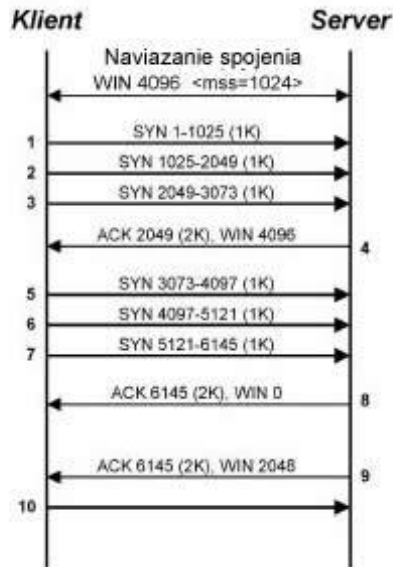 Klient Server
Naviazanie spojenia
WIN 4096 <mss=1024>
1 SYN 1-1025 (1K)
2 SYN 1025-2049 (1K)
3 SYN 2049-3073 (1K)
ACK 2049 (2K), WIN 4096 4
5 SYN 3073-4097 (1K)
6 SYN 4097-5121 (1K)
7 SYN 5121-6145 (1K)
ACK 6145 (2K), WIN 0 8
ACK 6145 (2K), WIN 2048 9
10